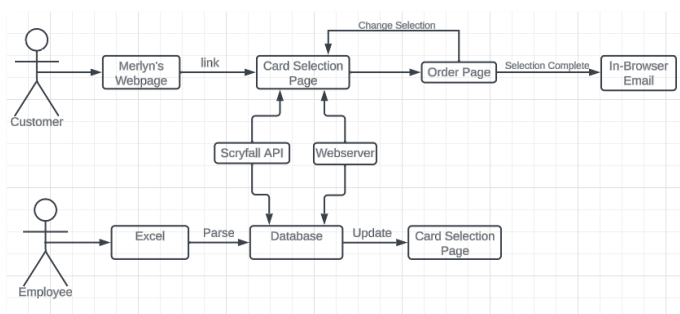 Change Selection
Merlyn's
Webpage
link
Card Selection
Page
Order Page
Selection Complete
In-Browser
Email
Customer
Scryfall API
Webserver
Excel
Parse
Database
Update
Card Selection
Page
Employee